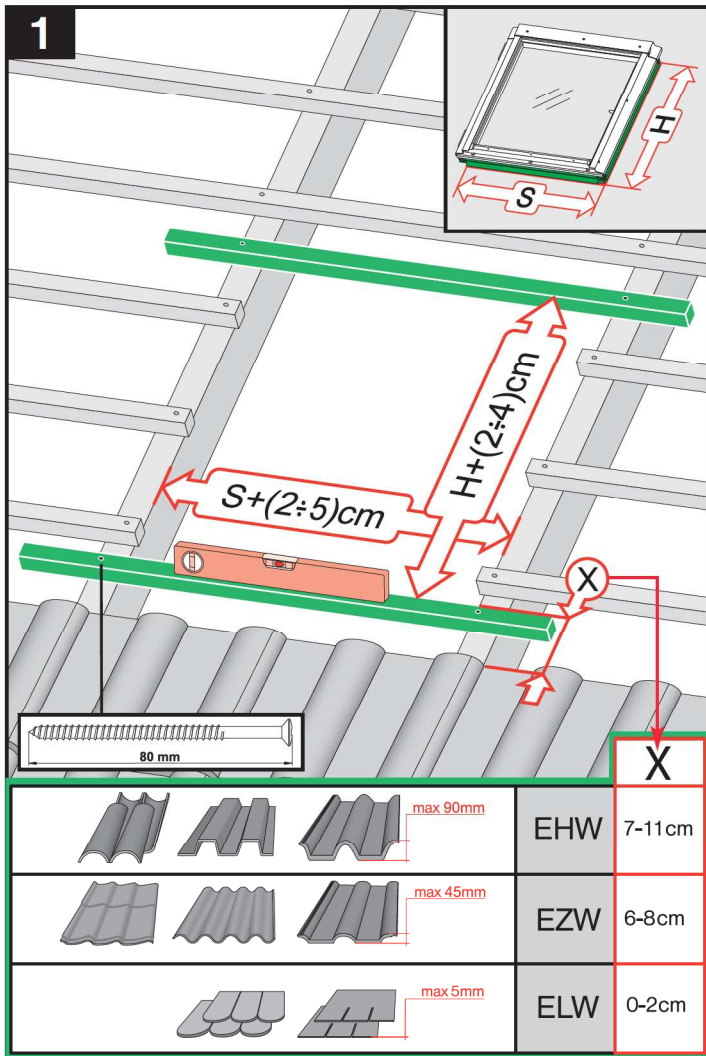 1
H
S
H+(2÷4)cm
S+(2÷5)cm
X
80 mm
X
max 90mm
EHW
7-11cm
max 45mm
EZW
6-8cm
max 5mm
ELW
0-2cm